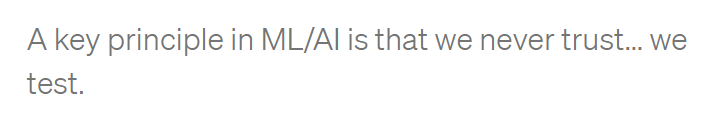 A key principle in ML/AI is that we never trust... we
test.